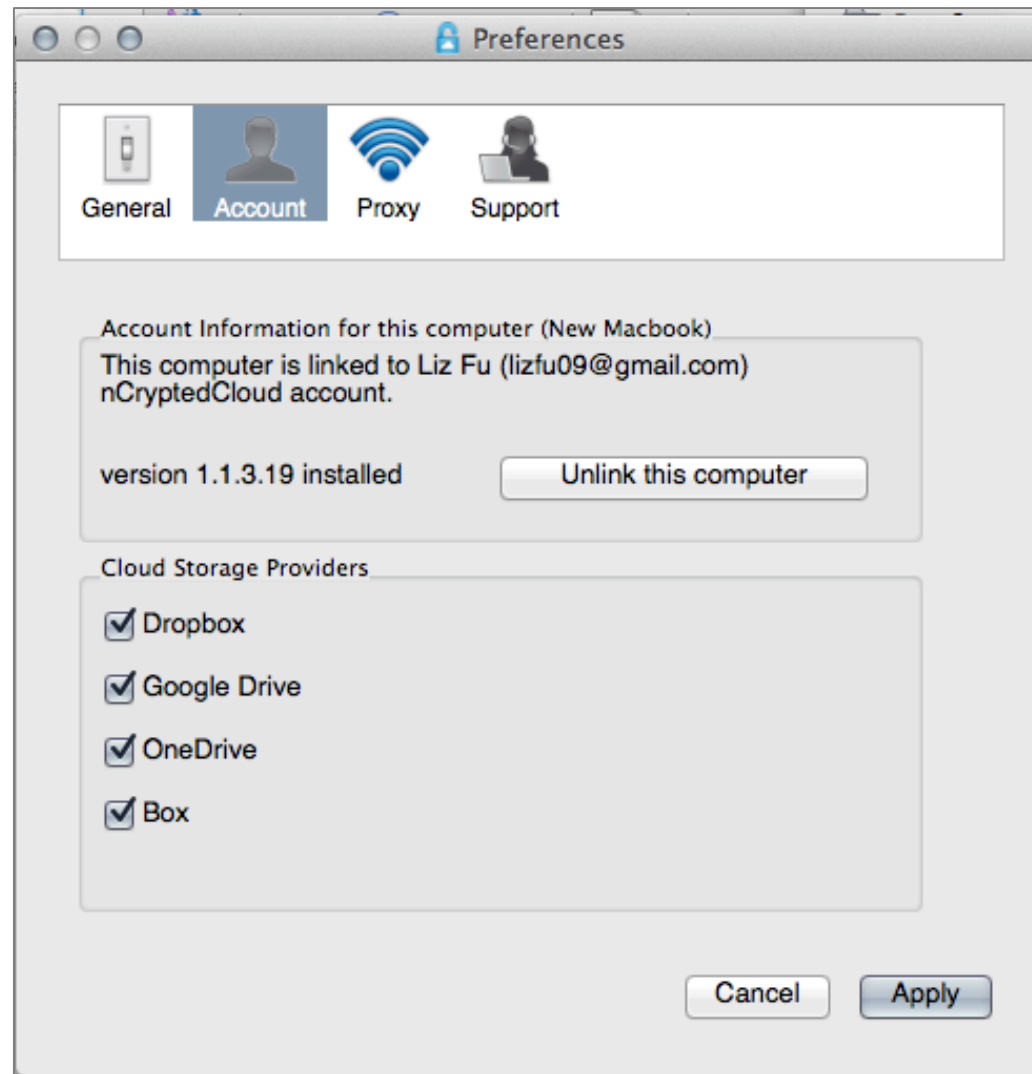 Preferences
General Account Proxy Support
Account Information for this computer (New Macbook)
This computer is linked to Liz Fu (lizfu09@gmail.com)
nCryptedCloud account.
version 1.1.3.19 installed Unlink this computer
Cloud Storage Providers
Dropbox
Google Drive
OneDrive
Box
Cancel Apply